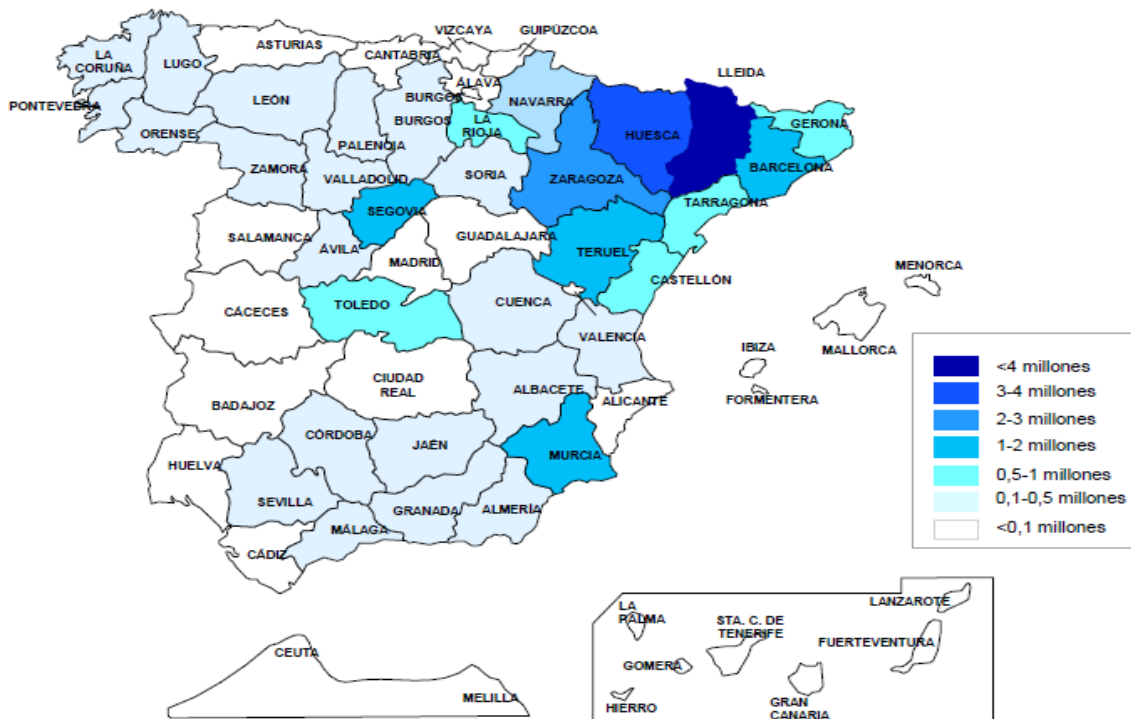 VIZCAYA
GUIPÚZCOA
ASTURIAS
CANTABRIA
LA
CORUÑA
LUGO
ÁLAVA
LLEIDA
PONTEVEDRA
LEÓN
BURGOS
NAVARRA
BURGOS
LA
RIOJA
HUESCA
GERONA
ORENSE
PALENCIA
ZAMORA
VALLADOLID
SORIA
ZARAGOZA
BARCELONA
SEGOVIA
TARRAGONA
SALAMANCA
GUADALAJARA
ÁVILA
MADRID
TERUEL
MENORCA
CÁCECES
TOLEDO
CUENCA
CASTELLÓN
VALENCIA
IBIZA
MALLORCA
CIUDAD
REAL
ALBACETE
FORMENTERA
BADAJOZ
ALICANTE
CÓRDOBA
JAÉN
MURCIA
HUELVA
SEVILLA
GRANADA
ALMERÍA
MÁLAGA
CÁDIZ
<4 millones
3-4 millones
2-3 millones
1-2 millones
0,5-1 millones
0,1-0,5 millones
<0,1 millones
CEUTA
MELILLA
LA
PALMA
STA. C. DE
TENERIFE
LANZAROTE
FUERTEVENTURA
GOMERA
HIERRO
GRAN
CANARIA